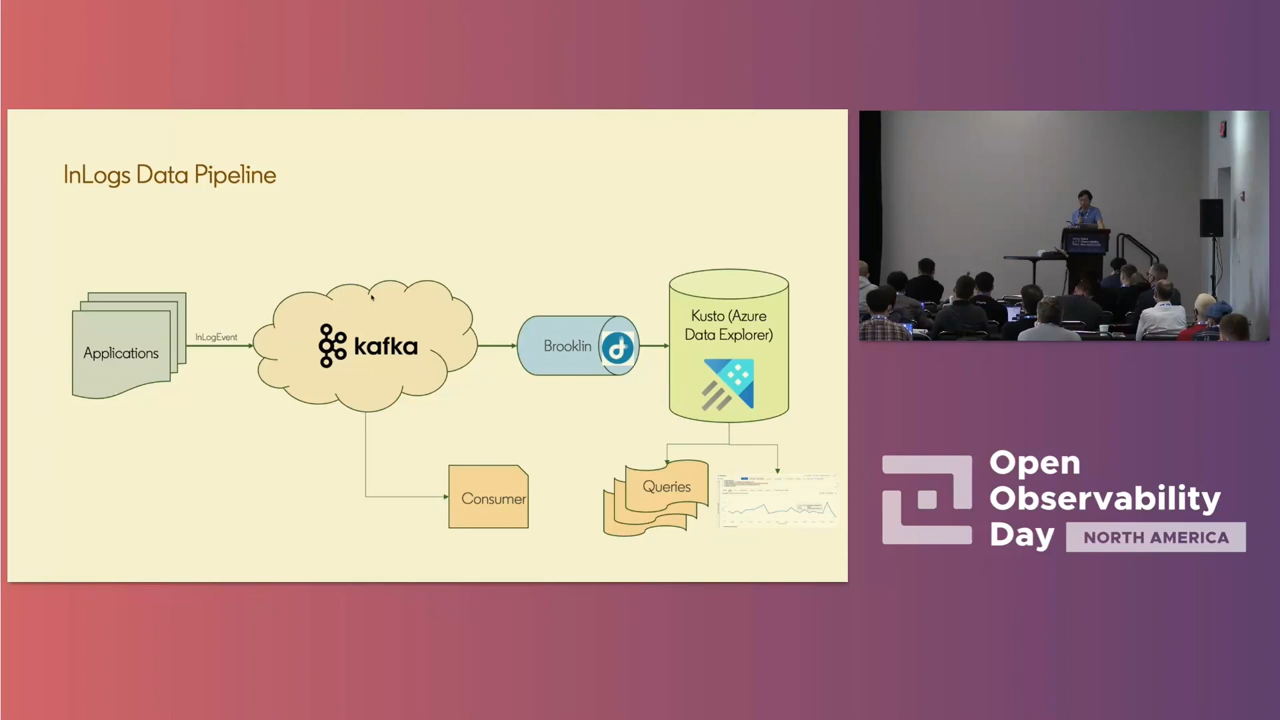 InLogs Data Pipeline
Applications
InLogEvent
kafka
Brooklin
Kusto (Azure
Data Explorer)
Consumer
Queries
Open
Observability
Day
NORTH AMERICA